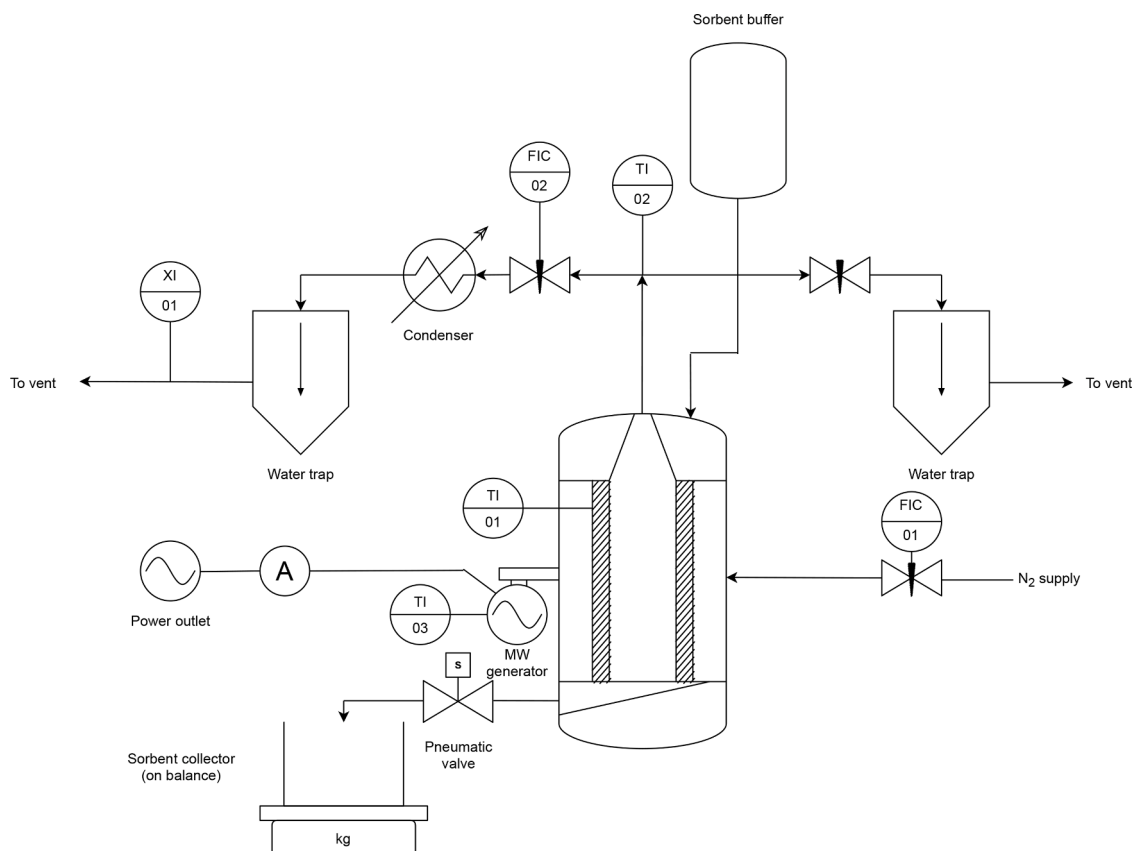 Sorbent buffer
FIC
02
TI
02
XI
01
Condenser
To vent
To vent
Water trap
Water trap
TI
01
FIC
01
N2 supply
A
Power outlet
TI
03
MW
generator
s
Pneumatic
valve
Sorbent collector
(on balance)
kg